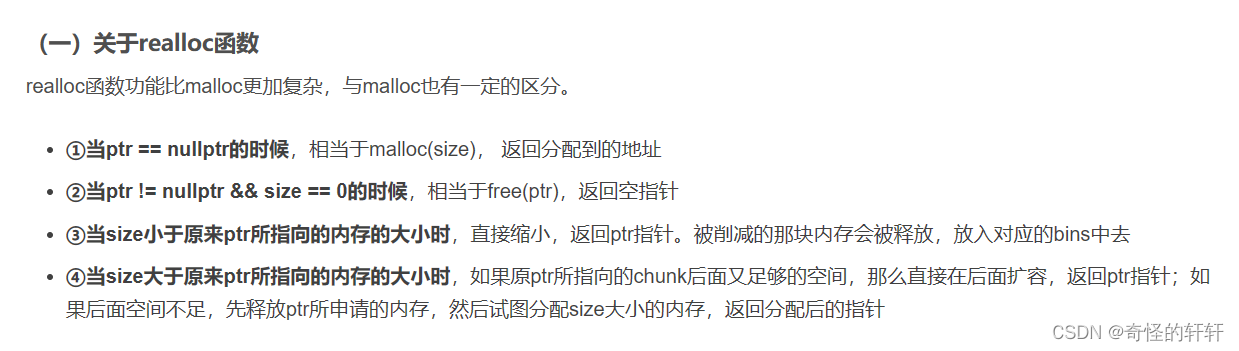 （一）关于realloc函数
realloc函数功能比malloc更加复杂，与malloc也有一定的区分。
• ①当ptr == nullptr的时候，相当于malloc(size)， 返回分配到的地址
• ②当ptr != nullptr && size == 0的时候，相当于free(ptr)，返回空指针
• ③当size小于原来ptr所指向的内存的大小时，直接缩小，返回ptr指针。被削减的那块内存会被释放，放入对应的bins中去
• ④当size大于原来ptr所指向的内存的大小时，如果原ptr所指向的chunk后面又足够的空间，那么直接在后面扩容，返回ptr指针；如
果后面空间不足，先释放ptr所申请的内存，然后试图分配size大小的内存，返回分配后的指针
CSDN @奇怪的轩轩